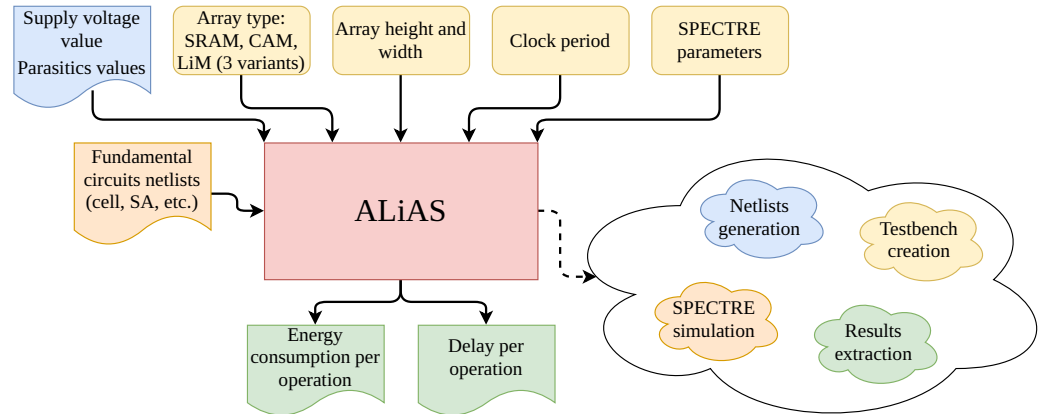 Supply voltage
value
Parasitics values
Array type:
SRAM, CAM,
LiM (3 variants)
Array height and
width
Clock period
SPECTRE
parameters
Fundamental
circuits netlists
(cell, SA, etc.)
ALiAS
Netlists
generation
Testbench
creation
SPECTRE
simulation
Results
extraction
Energy
consumption per
operation
Delay per
operation